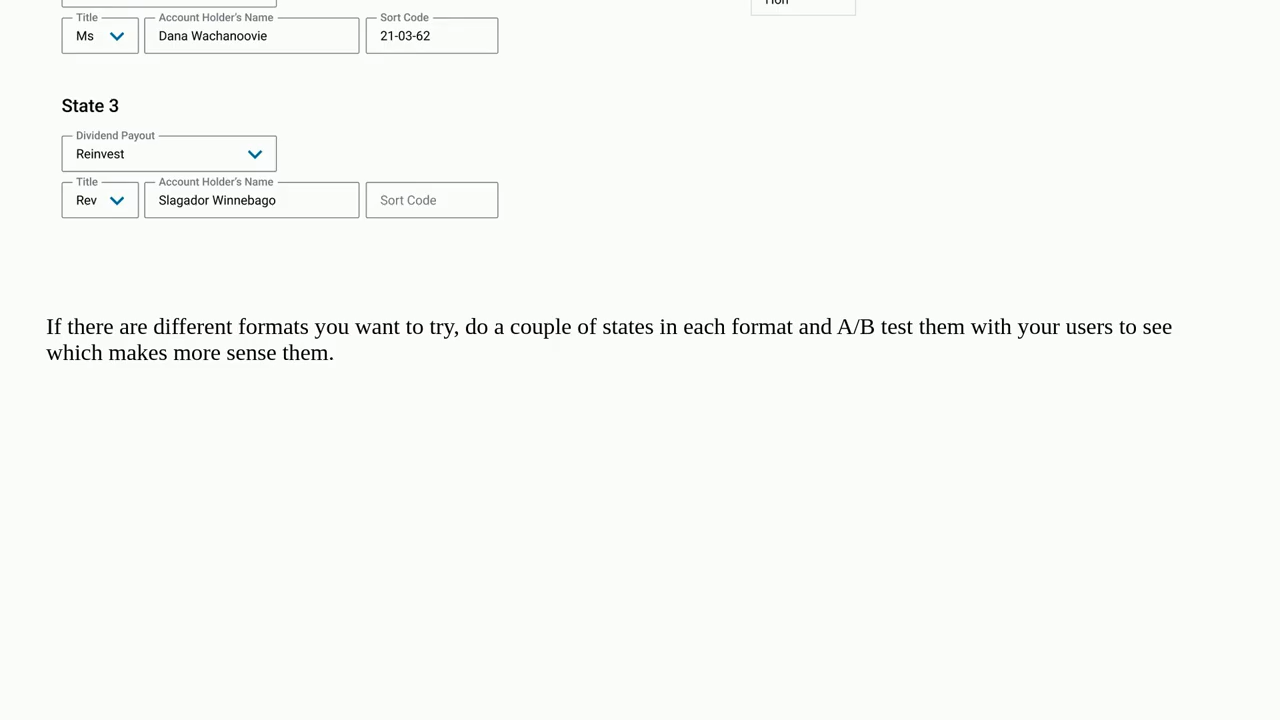 Title Account Holder's Name Sort Code
Ms Dana Wachanoovie 21-03-62
State 3
Dividend Payout
Reinvest
Title Account Holder's Name
Rev Slagador Winnebago Sort Code
If there are different formats you want to try, do a couple of states in each format and A/B test them with your users to see
which makes more sense them.